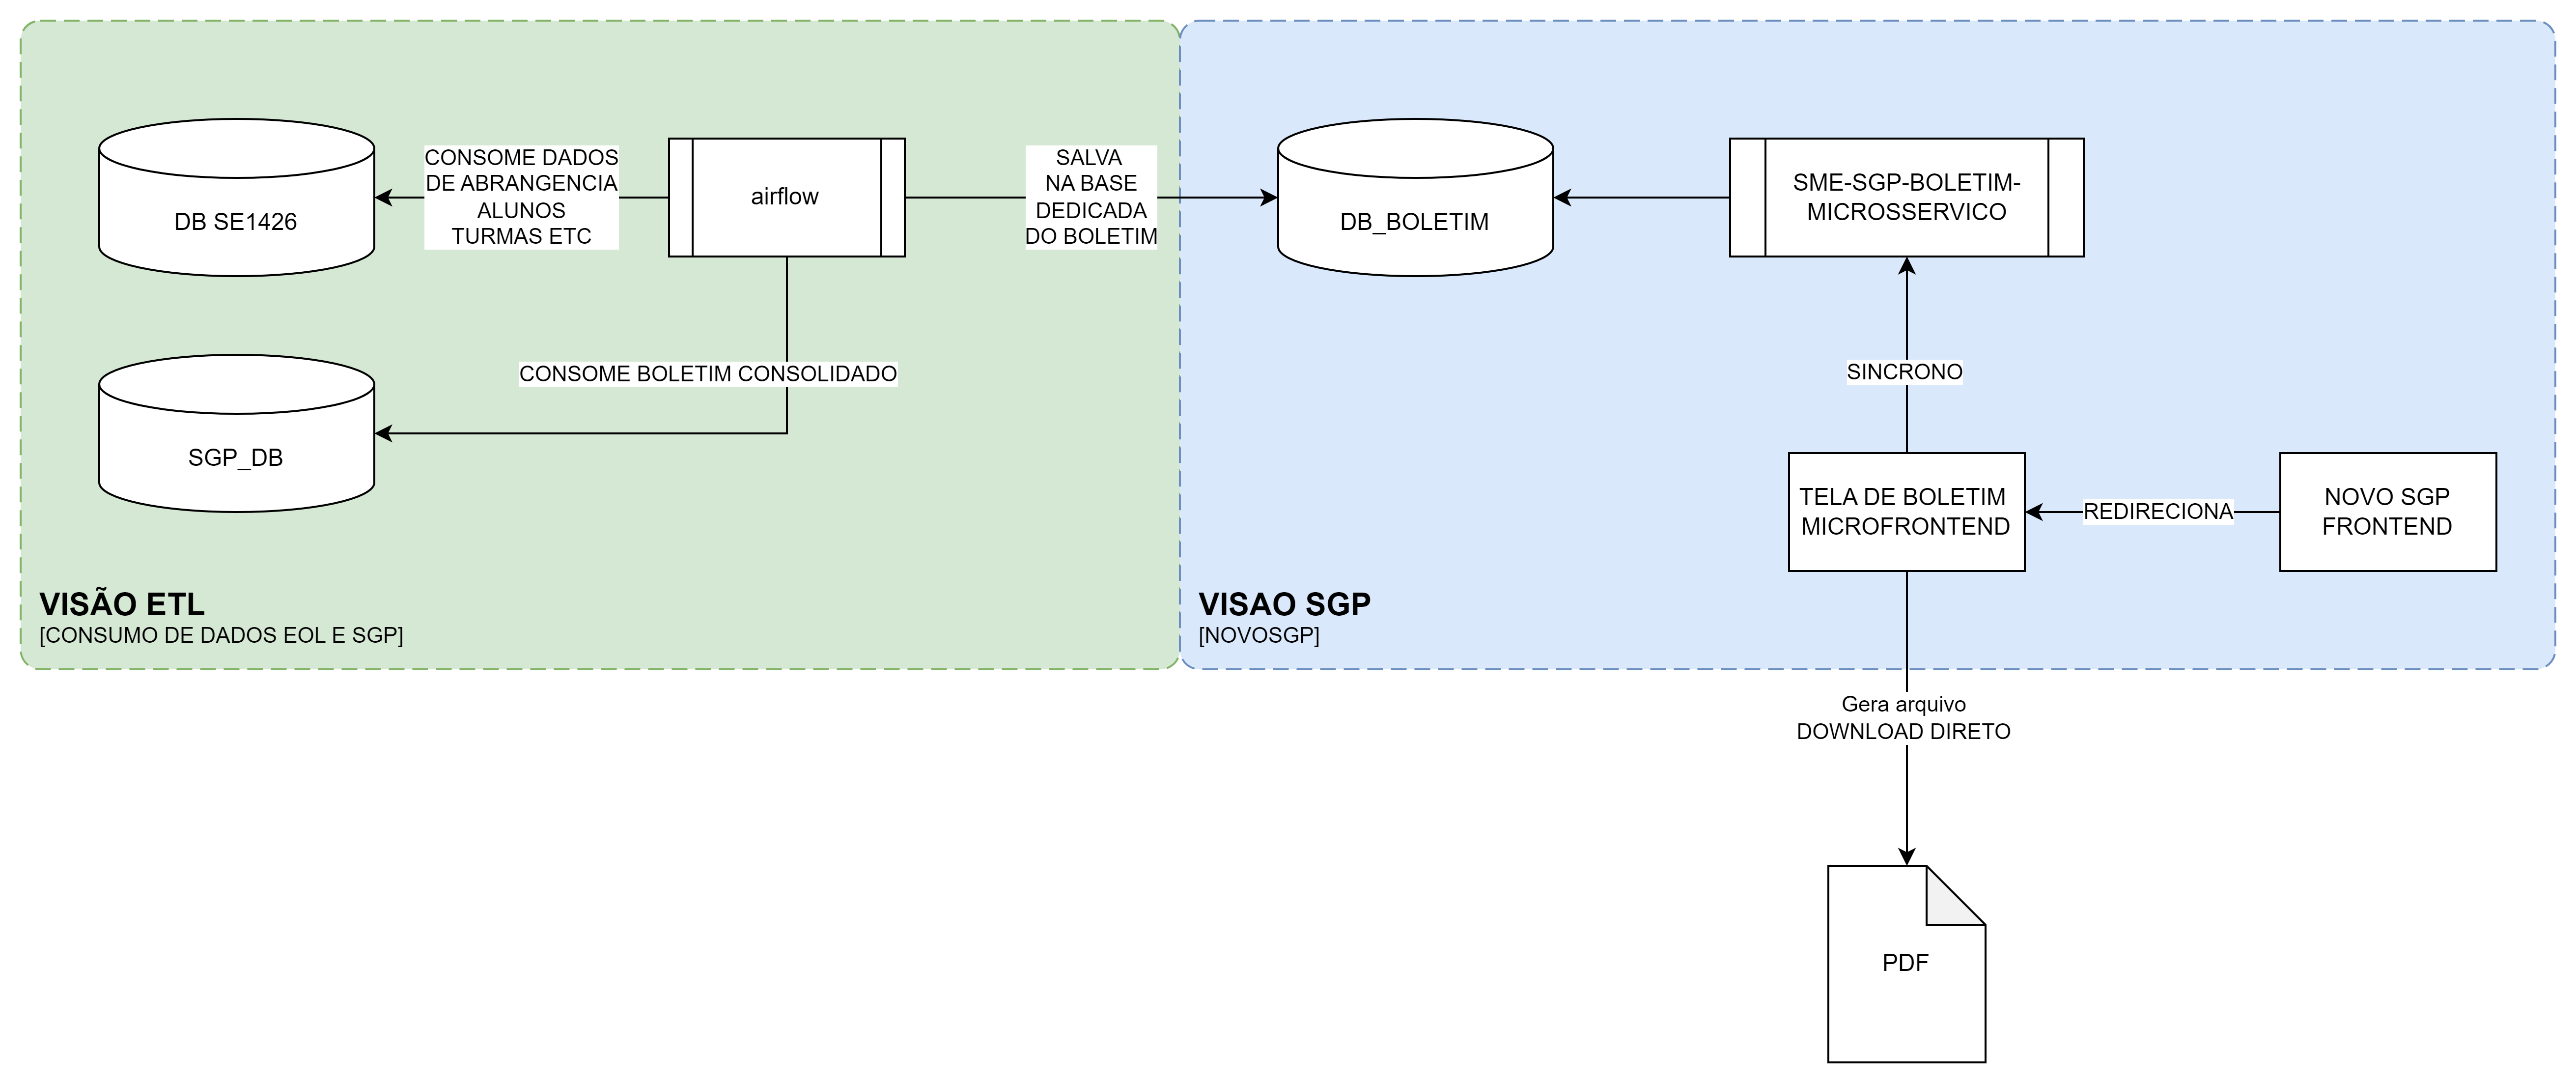 DB SE1426
CONSOME DADOS
DE ABRANGENCIA
ALUNOS
TURMAS ETC
airflow
SALVA
NA BASE
DEDICADA
DO BOLETIM
CONSOME BOLETIM CONSOLIDADO
SGP_DB
VISÃO ETL
[CONSUMO DE DADOS EOL E SGP]
DB_BOLETIM
SME-SGP-BOLETIM-
MICROSSERVICO
SINCRONO
TELA DE BOLETIM
MICROFRONTEND
REDIRECIONA
NOVO SGP
FRONTEND
VISAO SGP
[NOVOSGP]
Gera arquivo
DOWNLOAD DIRETO
PDF